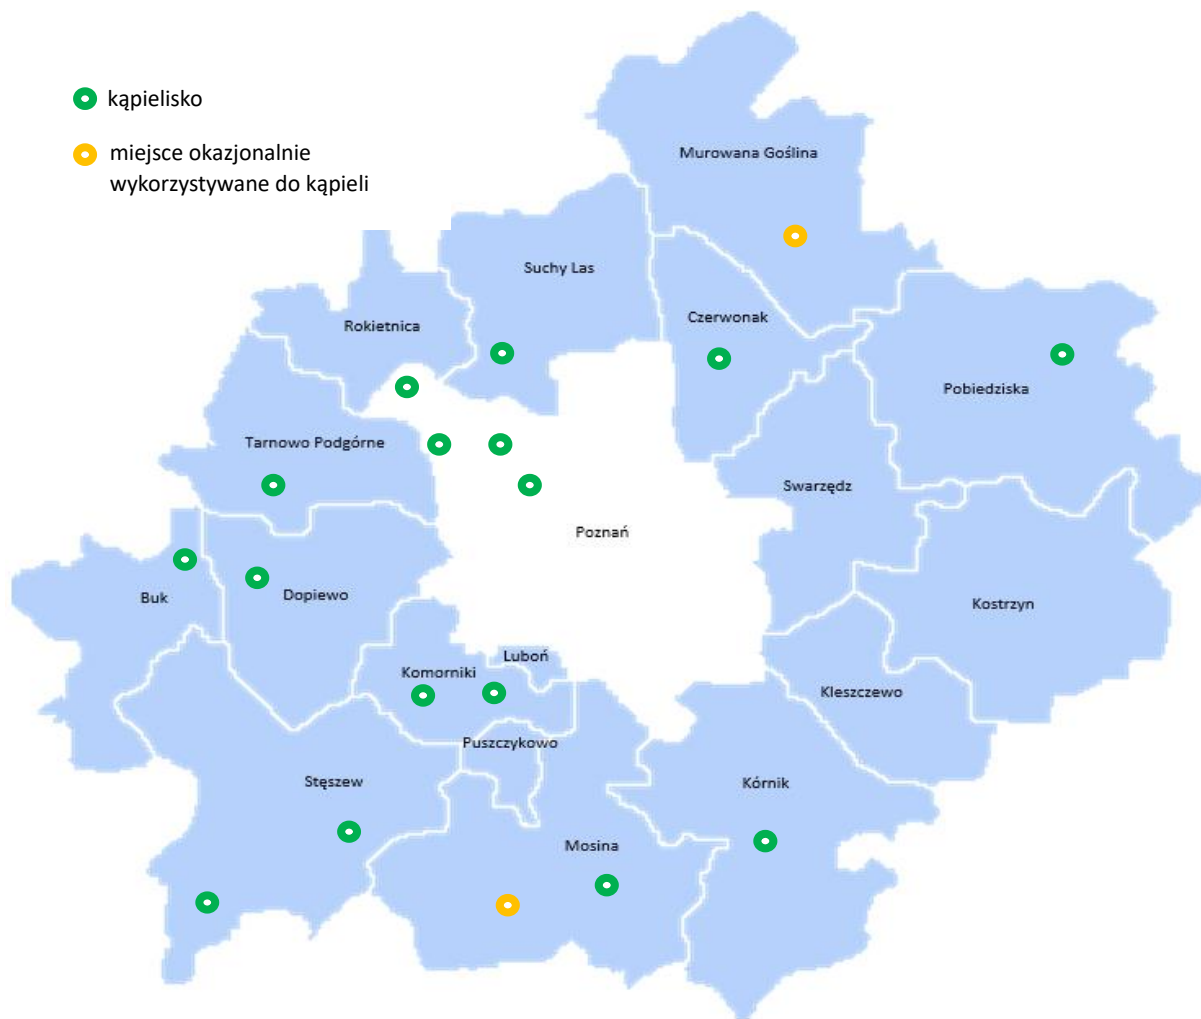 kąpielisko
miejsce okazjonalnie
wykorzystywane do kąpieli
Murowana Goślina
Suchy Las
Czerwonak
Rokietnica
Pobiedziska
Tarnowo Podgórne
Swarzędz
Poznań
Buk
Dopiewo
Kostrzyn
Luboń
Komorniki
Kleszczewo
Puszczykowo
Stęszew
Kórnik
Mosina